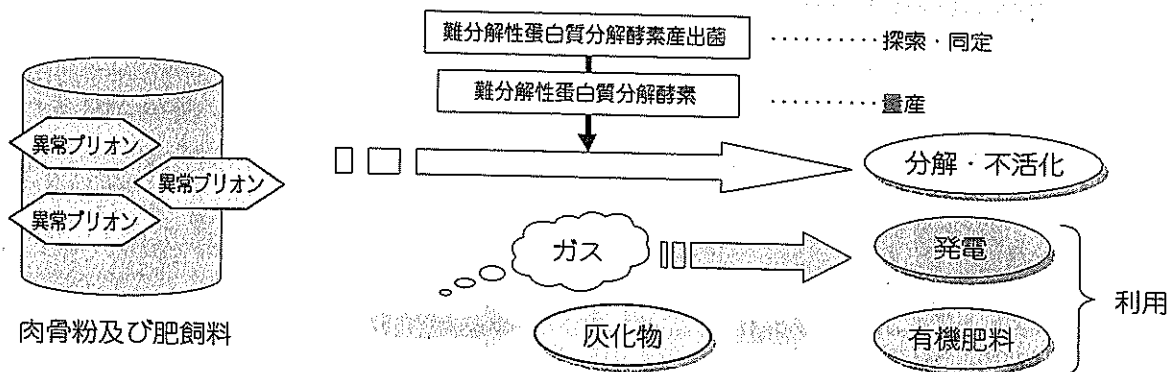 難分解性蛋白質分解酵素産出菌 ········· 探索・同定
難分解性蛋白質分解酵素 ········· 量産
異常プリオン
異常プリオン
異常プリオン
分解・不活化
ガス
発電
利用
肉骨粉及び肥飼料
灰化物
有機肥料